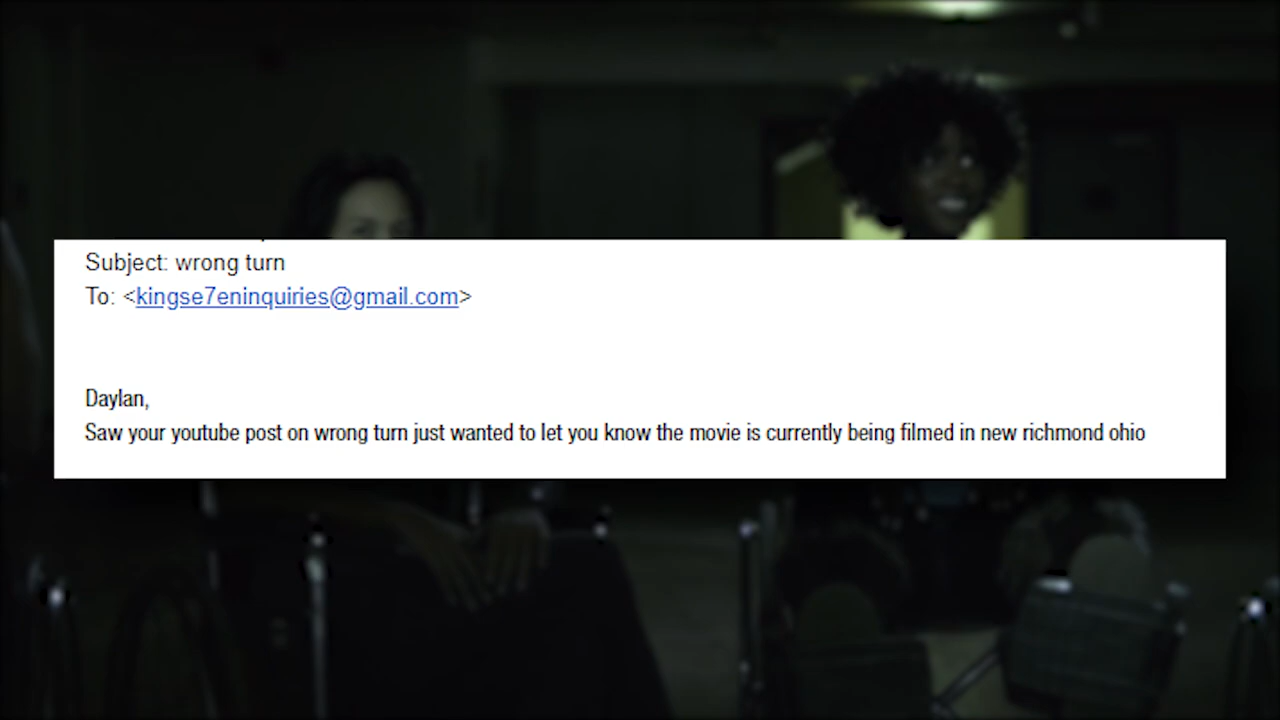 Subject: wrong turn
To: <kingse7eninquiries@gmail.com>
Daylan,
Saw your youtube post on wrong turn just wanted to let you know the movie is currently being filmed in new richmond ohio